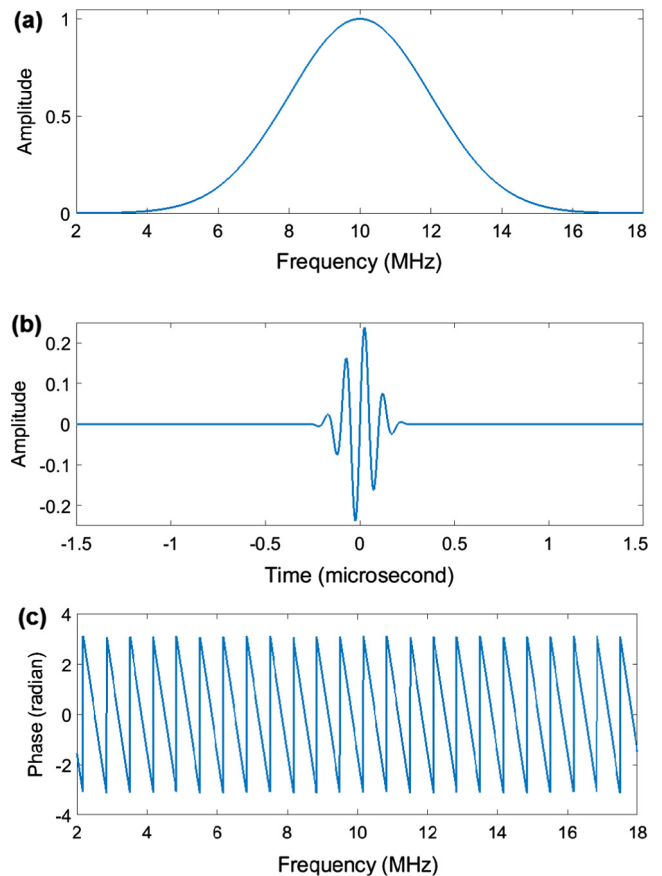 (a)
1
0.5
0
Amplitude
2 4 6 8 10 12 14 16 18
Frequency (MHz)
(b)
0.2
0.1
0
-0.1
-0.2
Amplitude
-1.5 -1 -0.5 0 0.5 1 1.5
Time (microsecond)
(c)
4
2
0
-2
-4
Phase (radian)
2 4 6 8 10 12 14 16 18
Frequency (MHz)